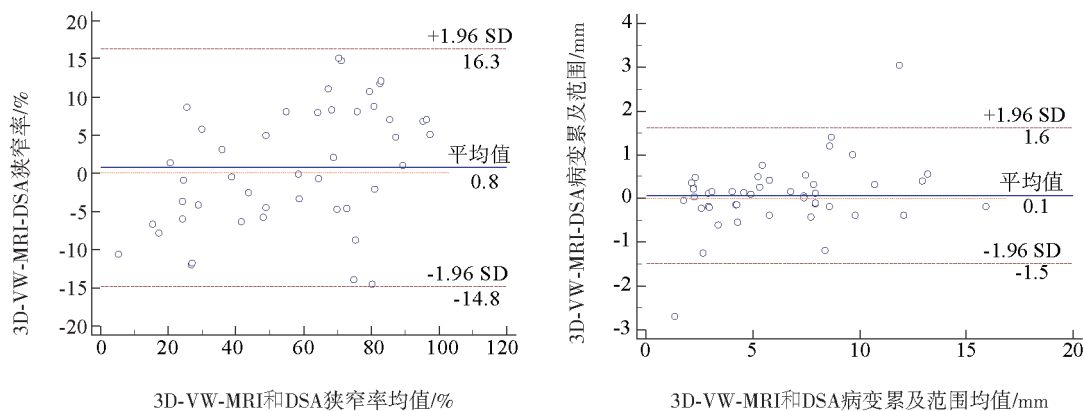 3D-VW-MRI-DSA狭窄率/%
20
15
10
5
0
-5
-10
-15
-20
+1.96 SD
16.3
平均值
0.8
-1.96 SD
-14.8
0 20 40 60 80 100 120
3D-VW-MRI和DSA狭窄率均值/%
3D-VW-MRI-DSA病变累及范围/mm
4
3
2
1
0
-1
-2
-3
+1.96 SD
1.6
平均值
0.1
-1.96 SD
-1.5
0 5 10 15 20
3D-VW-MRI和DSA病变累及范围均值/mm